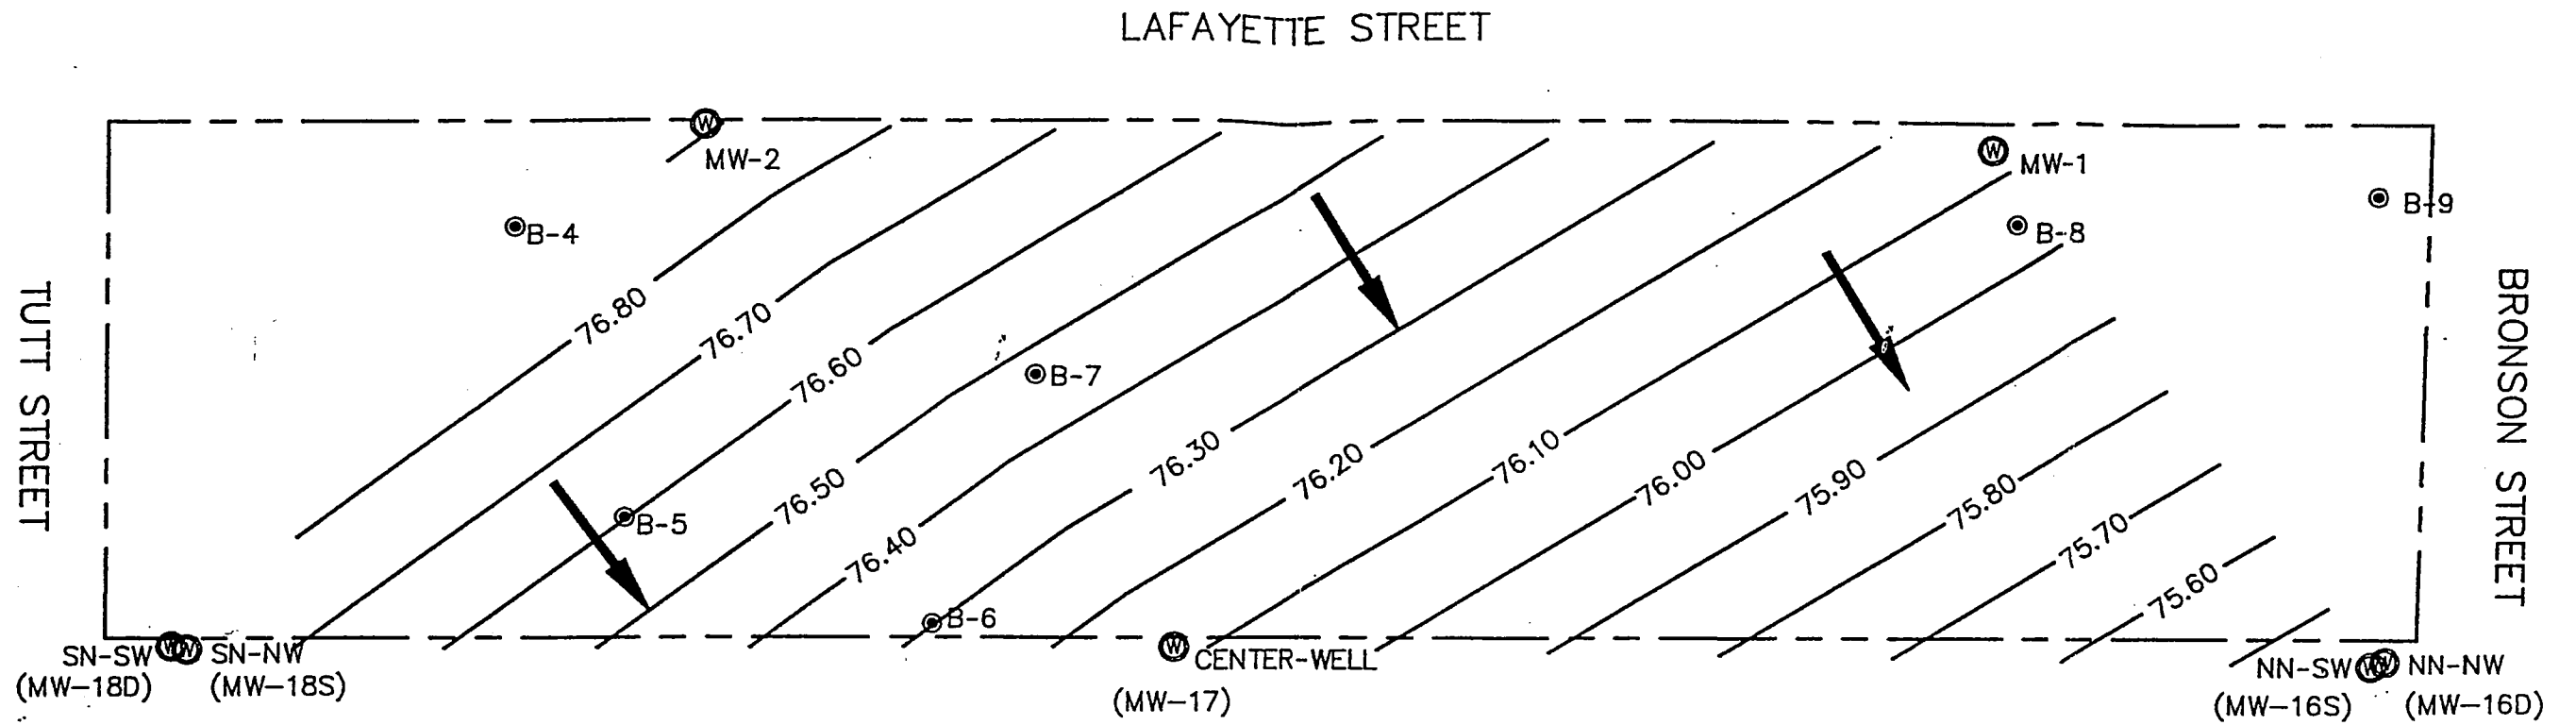 LAFAYETTE STREET
MW-2
MW-1
B-9
B-4
B-8
TUTT STREET
BRONSON STREET
76.80
76.70
76.60
B-7
76.50
76.30
76.20
76.10
76.00
75.90
75.80
75.70
75.60
B-5
76.40
B-6
SN-SW
(MW-18D)
SN-NW
(MW-18S)
CENTER-WELL
(MW-17)
NN-SW
(MW-16S)
NN-NW
(MW-16D)
W
W
W
W
W
W
W